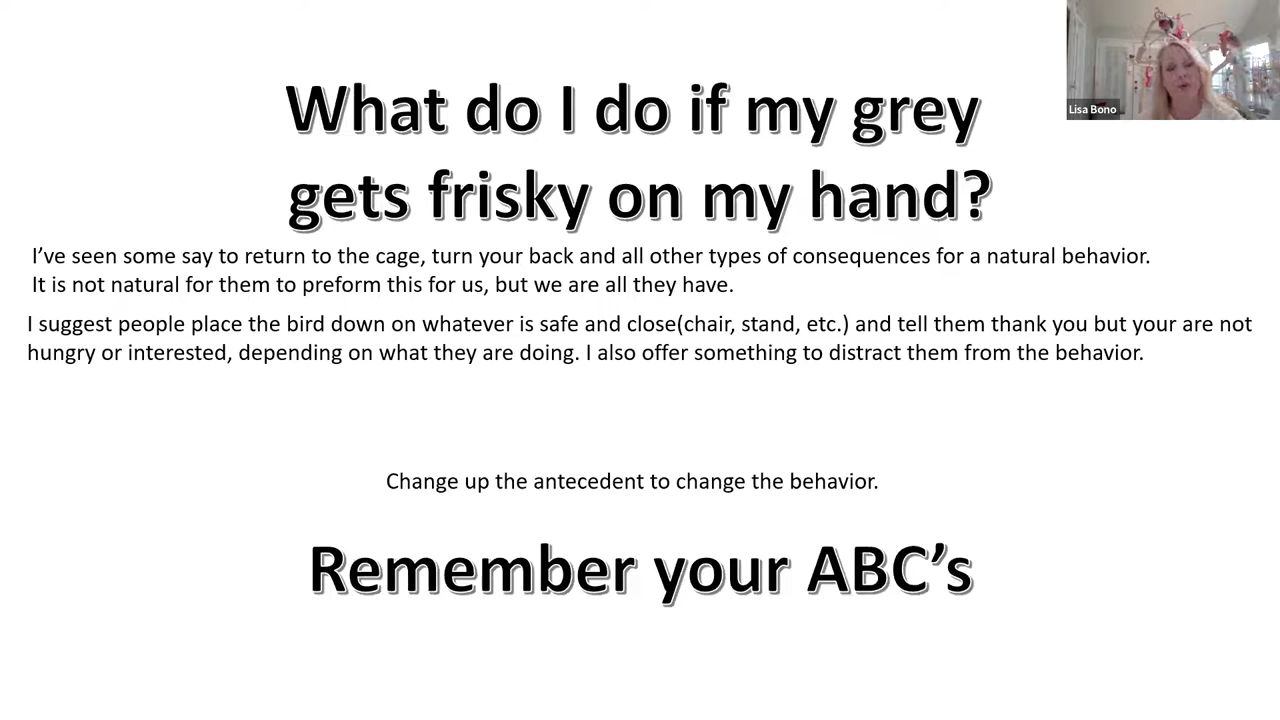 What do I do if my grey
gets frisky on my hand?
Lisa Bono
I’ve seen some say to return to the cage, turn your back and all other types of consequences for a natural behavior.
It is not natural for them to preform this for us, but we are all they have.
I suggest people place the bird down on whatever is safe and close(chair, stand, etc.) and tell them thank you but your are not
hungry or interested, depending on what they are doing. I also offer something to distract them from the behavior.
Change up the antecedent to change the behavior.
Remember your ABC’s